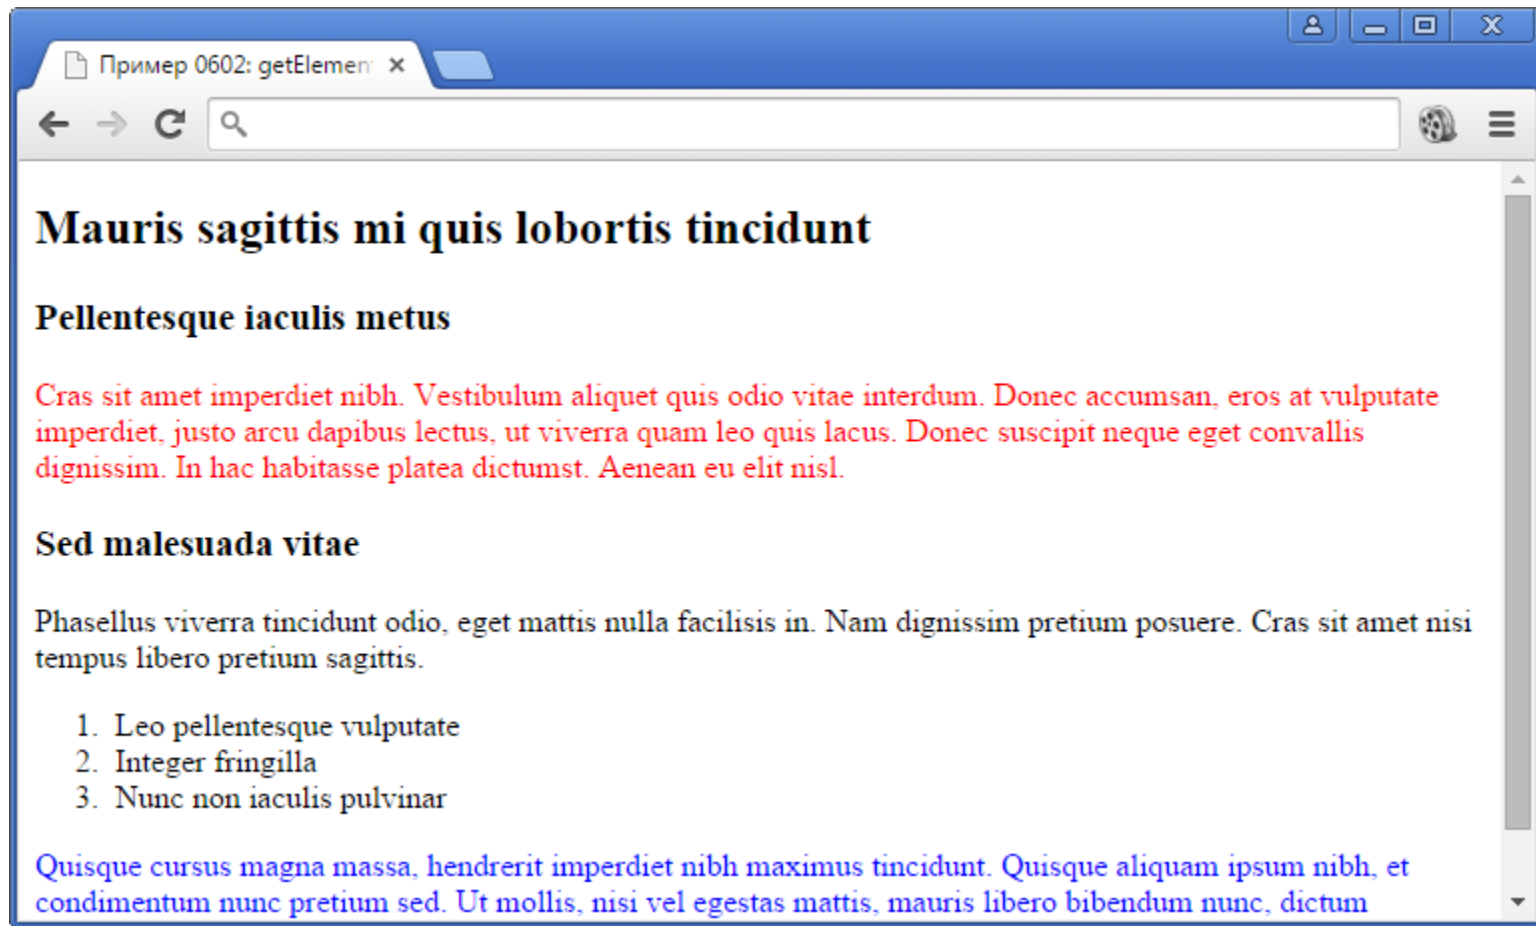 Пример 0602: getElemen
Mauris sagittis mi quis lobortis tincidunt
Pellentesque iaculis metus
Cras sit amet imperdiet nibh. Vestibulum aliquet quis odio vitae interdum. Donec accumsan, eros at vulputate
imperdiet, justo arcu dapibus lectus, ut viverra quam leo quis lacus. Donec suscipit neque eget convallis
dignissim. In hac habitasse platea dictumst. Aenean eu elit nisl.
Sed malesuada vitae
Phasellus viverra tincidunt odio, eget mattis nulla facilisis in. Nam dignissim pretium posuere. Cras sit amet nisi
tempus libero pretium sagittis.
1. Leo pellentesque vulputate
2. Integer fringilla
3. Nunc non iaculis pulvinar
Quisque cursus magna massa, hendrerit imperdiet nibh maximus tincidunt. Quisque aliquam ipsum nibh, et
condimentum nunc pretium sed. Ut mollis, nisi vel egestas mattis, mauris libero bibendum nunc, dictum